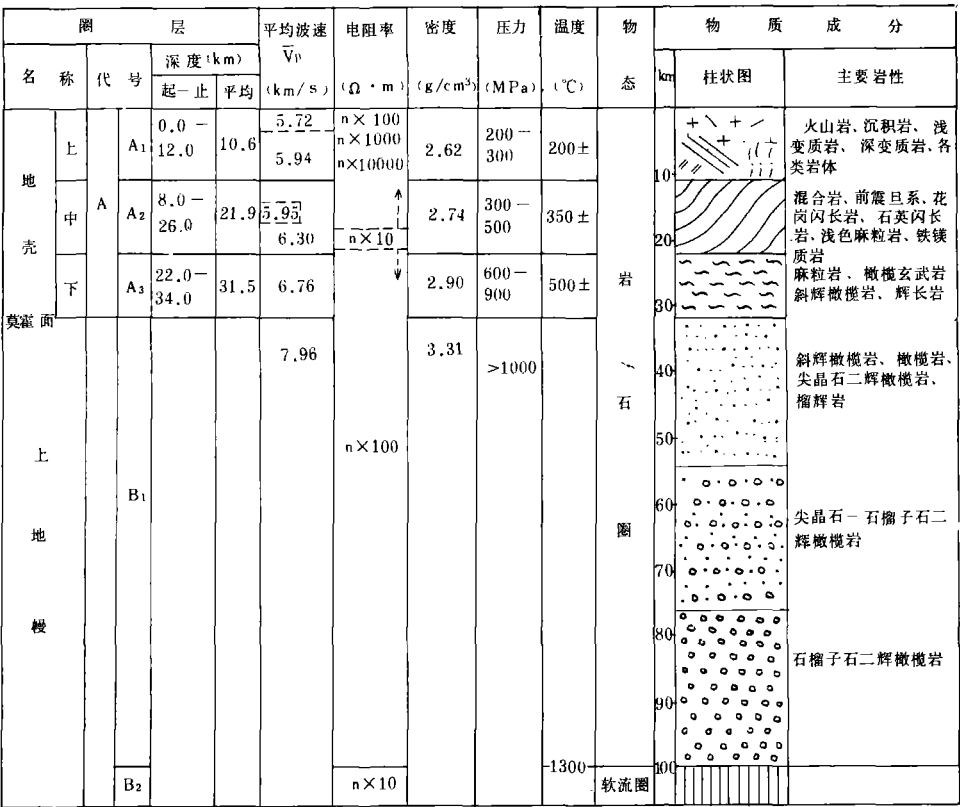 圈 层 平均波速 电阻率 密度 压力 温度 物 物 质 成 分
名 称 代 号 深度(km) V̄p 态 km 柱状图 主要岩性
起—止 平均 (km/s) (Ω·m) (g/cm³) (MPa) (℃)
地 壳
上 A A₁ 0.0— 12.0 10.6 5.72 5.94 n×100 n×1000 n×10000 2.62 200— 300 200±
10
火山岩、沉积岩、浅
变质岩、深变质岩、各
类岩体
中 A₂ 8.0— 26.0 21.9 5.95 6.30 n×10 2.74 300— 500 350±
20
混合岩、前震旦系、花
岗闪长岩、石英闪长
岩、浅色麻粒岩、铁镁
质岩
下 A₃ 22.0— 34.0 31.5 6.76 2.90 600— 900 500± 岩
30
麻粒岩、橄榄玄武岩
斜辉橄榄岩、辉长岩
莫霍面
7.96 3.31 >1000
40
斜辉橄榄岩、橄榄岩、
尖晶石二辉橄榄岩、
榴辉岩
石
上 n×100 50
B₁
60
地 圈
尖晶石—石榴子石二
辉橄榄岩
70
幔 80
石榴子石二辉橄榄岩
90
1300 100
B₂ n×10 软流圈